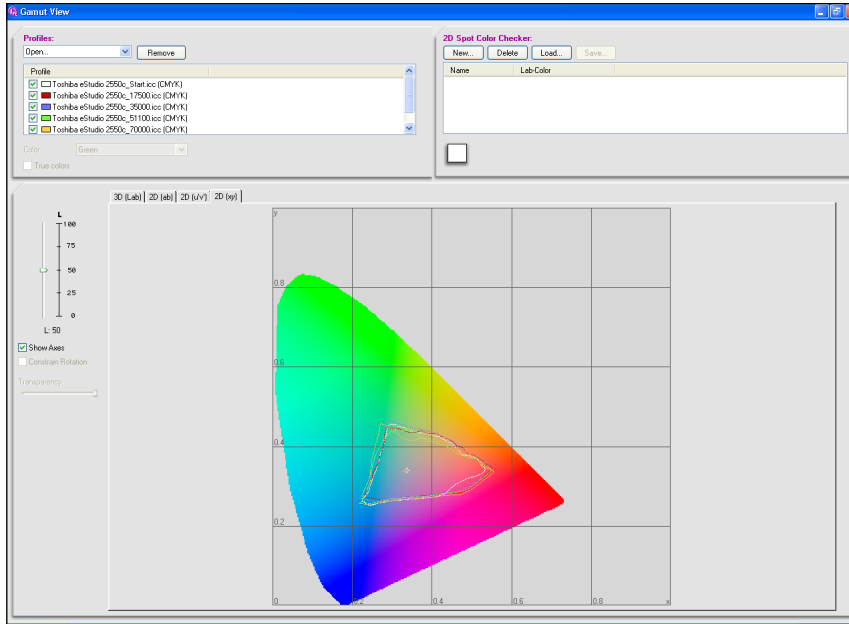 Gamut View
Profiles:
Open...
Remove
Profile
Toshiba eStudio 2550c_Start.icc (CMYK)
Toshiba eStudio 2550c_17500.icc (CMYK)
Toshiba eStudio 2550c_35000.icc (CMYK)
Toshiba eStudio 2550c_51100.icc (CMYK)
Toshiba eStudio 2550c_70000.icc (CMYK)
Color Green
True colors
2D Spot Color Checker:
New... Delete Load... Save...
Name Lab-Color
3D (Lab) 2D (ab) 2D (u'v') 2D (xy)
L
100
75
50
25
0
L: 50
Show Axes
Constrain Rotation
Transparency
y
0.8
0.6
0.4
0.2
0 0.2 0.4 0.6 0.8 x